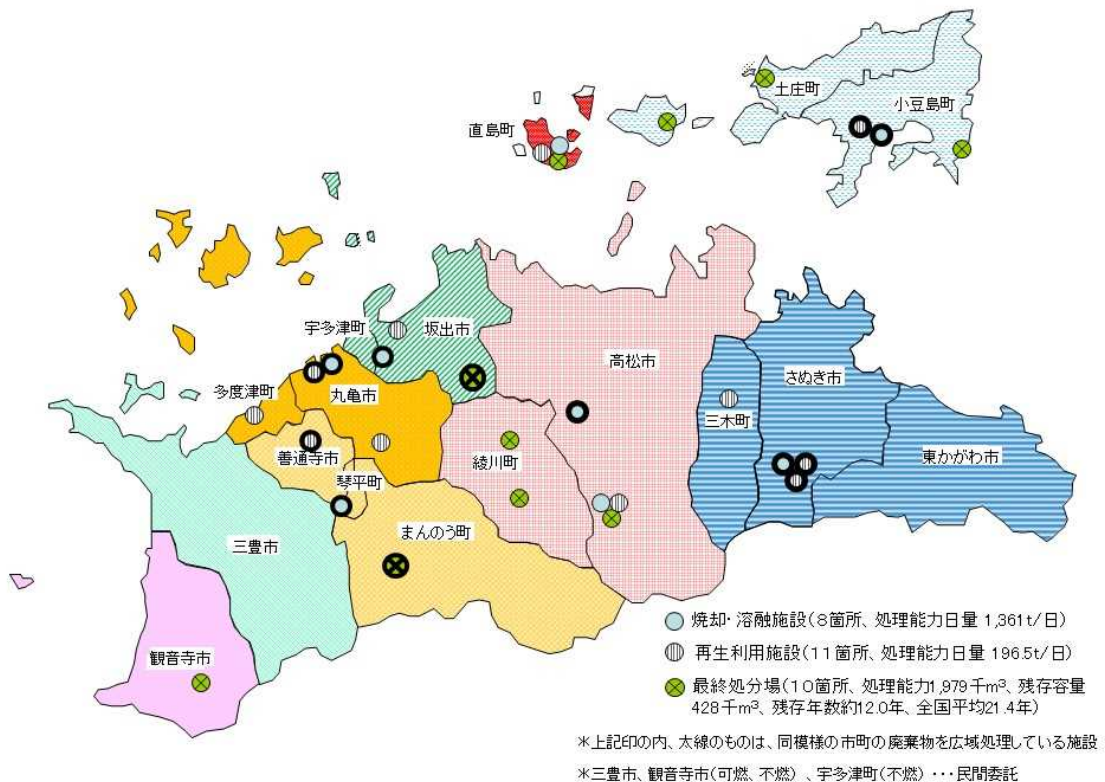 土庄町
小豆島町
直島町
宇多津町
坂出市
高松市
多度津町
丸亀市
さぬき市
三木町
善通寺市
綾川町
東かがわ市
琴平町
まんのう町
三豊市
観音寺市
焼却・溶融施設(8箇所、処理能力日量 1,361t/日)
再生利用施設(11箇所、処理能力日量 196.5t/日)
最終処分場(10箇所、処理能力1,979千m³、残存容量
428千m³、残存年数約12.0年、全国平均21.4年)
*上記印の内、太線のものは、同模様の市町の廃棄物を広域処理している施設
*三豊市、観音寺市(可燃、不燃)、宇多津町(不燃)・・・民間委託